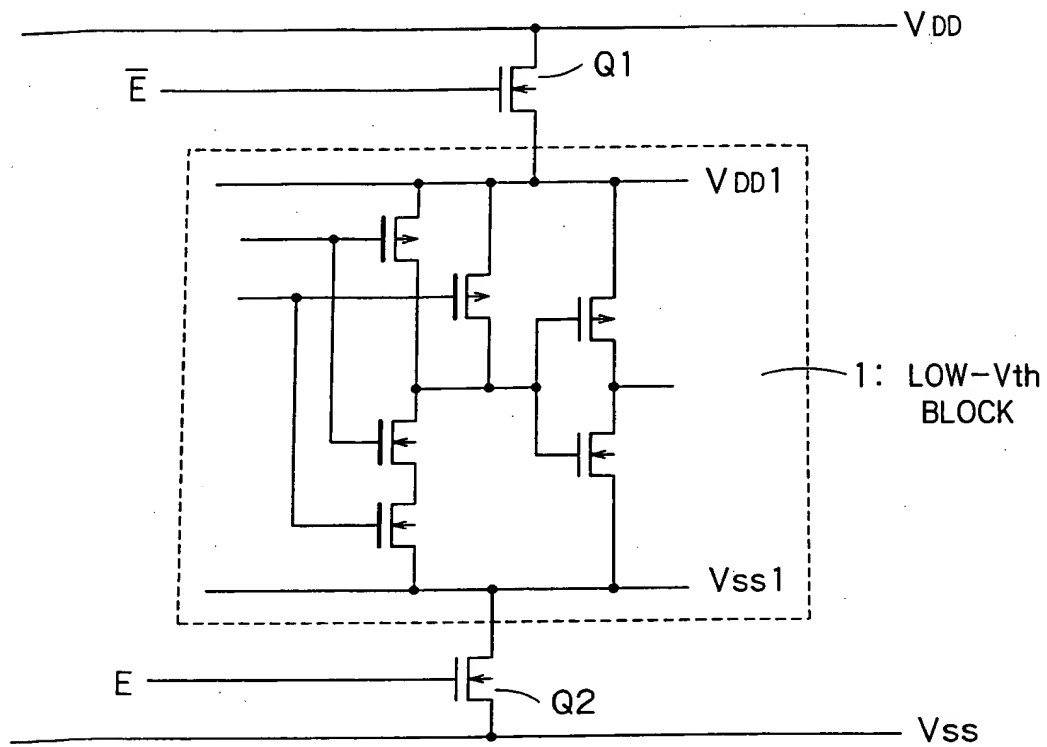 VDD
Q1
E̅
VDD1
1: LOW-Vth
BLOCK
Vss1
E
Q2
Vss